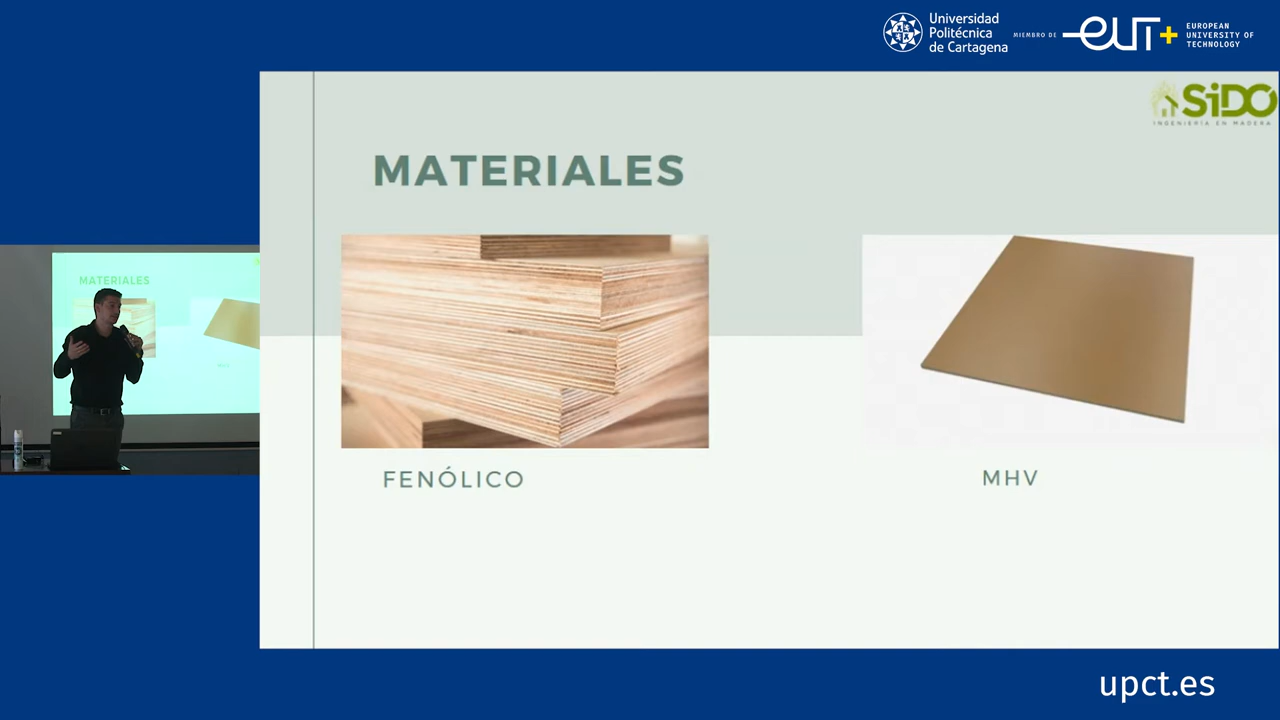 Universidad
Politécnica
de Cartagena
MIEMBRO DE
eut+
EUROPEAN
UNIVERSITY OF
TECHNOLOGY
SiDO
INGENIERÍA EN MADERA
MATERIALES
FENÓLICO
MHV
MATERIALES
upct.es